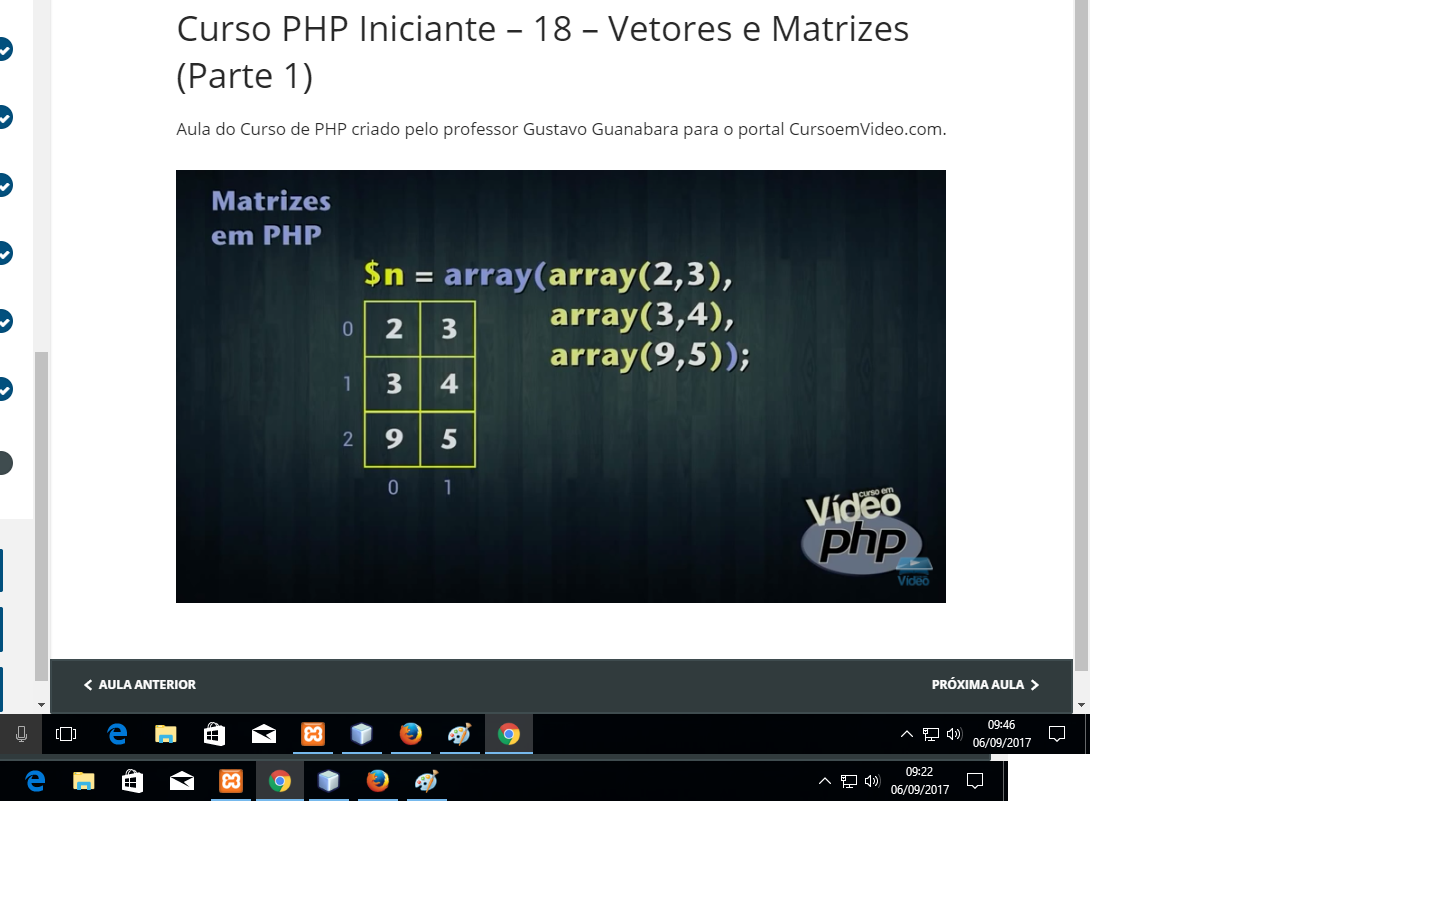 Curso PHP Iniciante – 18 – Vetores e Matrizes
(Parte 1)
Aula do Curso de PHP criado pelo professor Gustavo Guanabara para o portal CursoemVideo.com.
Matrizes
em PHP
$n = array(array(2,3),
array(3,4),
array(9,5));
0 2 3
1 3 4
2 9 5
0 1
curso em
Vídeo
php
Vídeo
AULA ANTERIOR
PRÓXIMA AULA
09:46
06/09/2017
09:22
06/09/2017